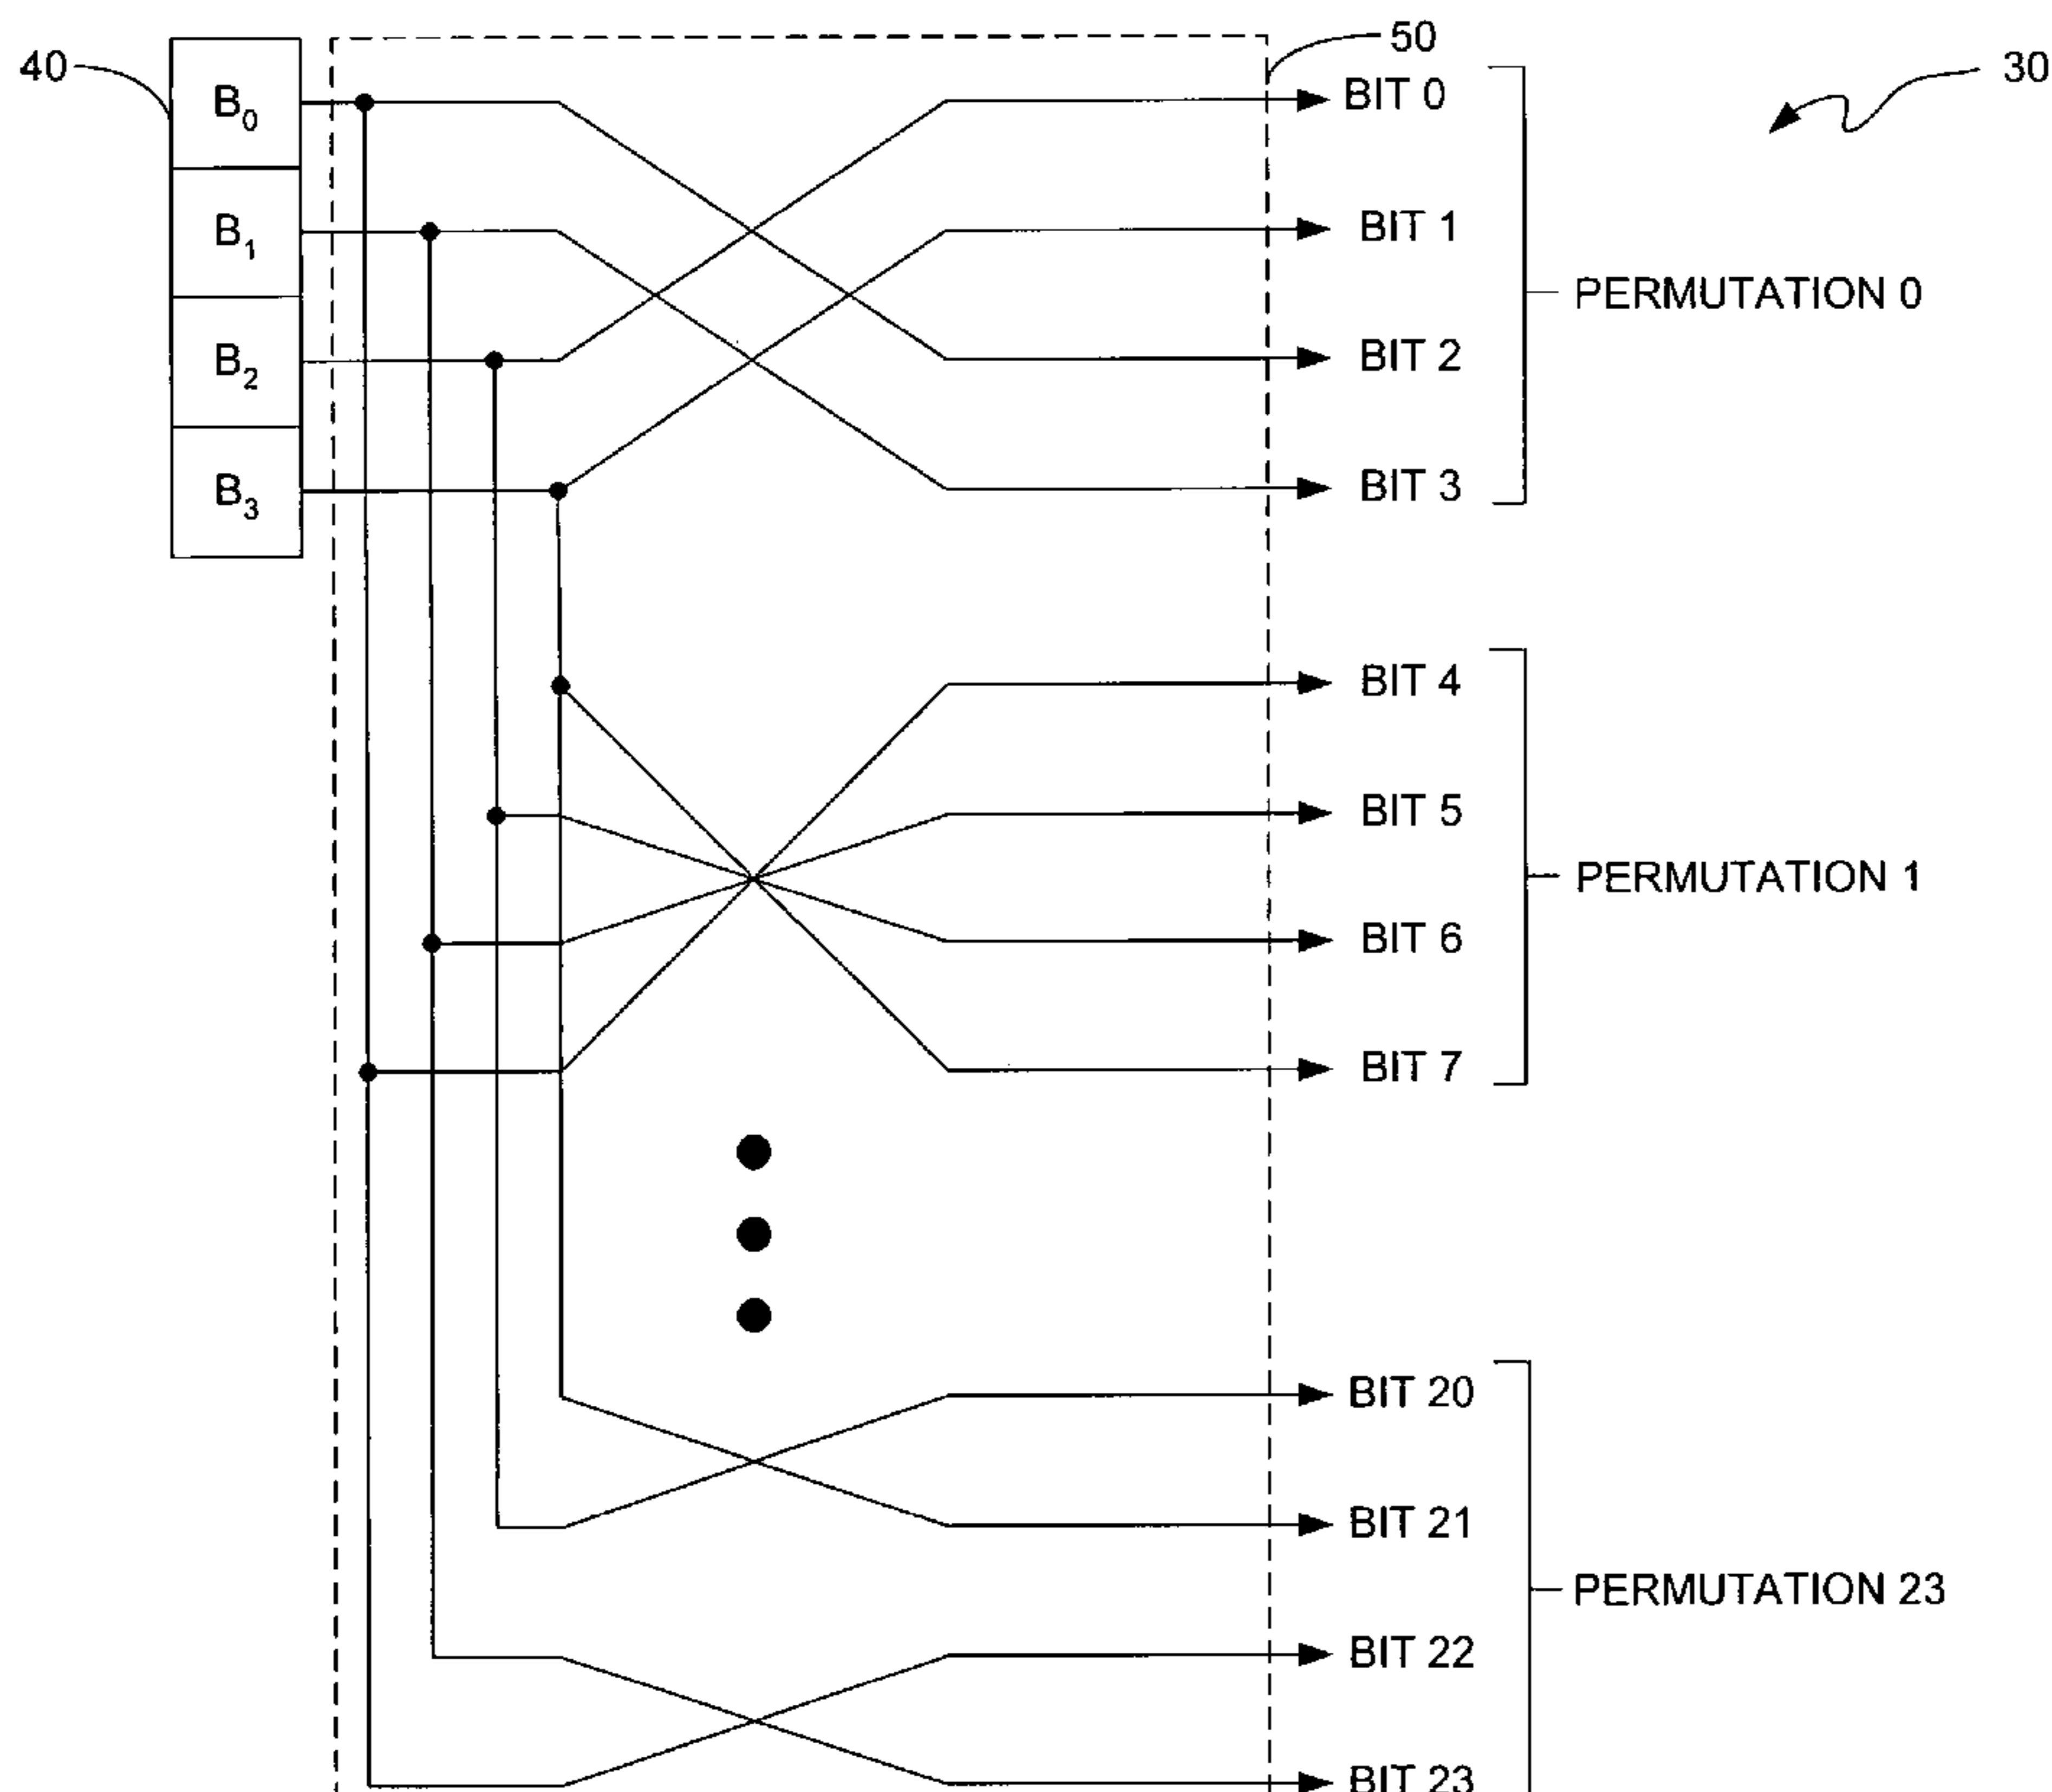 40
50
30
B0
B1
B2
B3
BIT 0
BIT 1
BIT 2
BIT 3
PERMUTATION 0
BIT 4
BIT 5
BIT 6
BIT 7
PERMUTATION 1
BIT 20
BIT 21
BIT 22
BIT 23
PERMUTATION 23